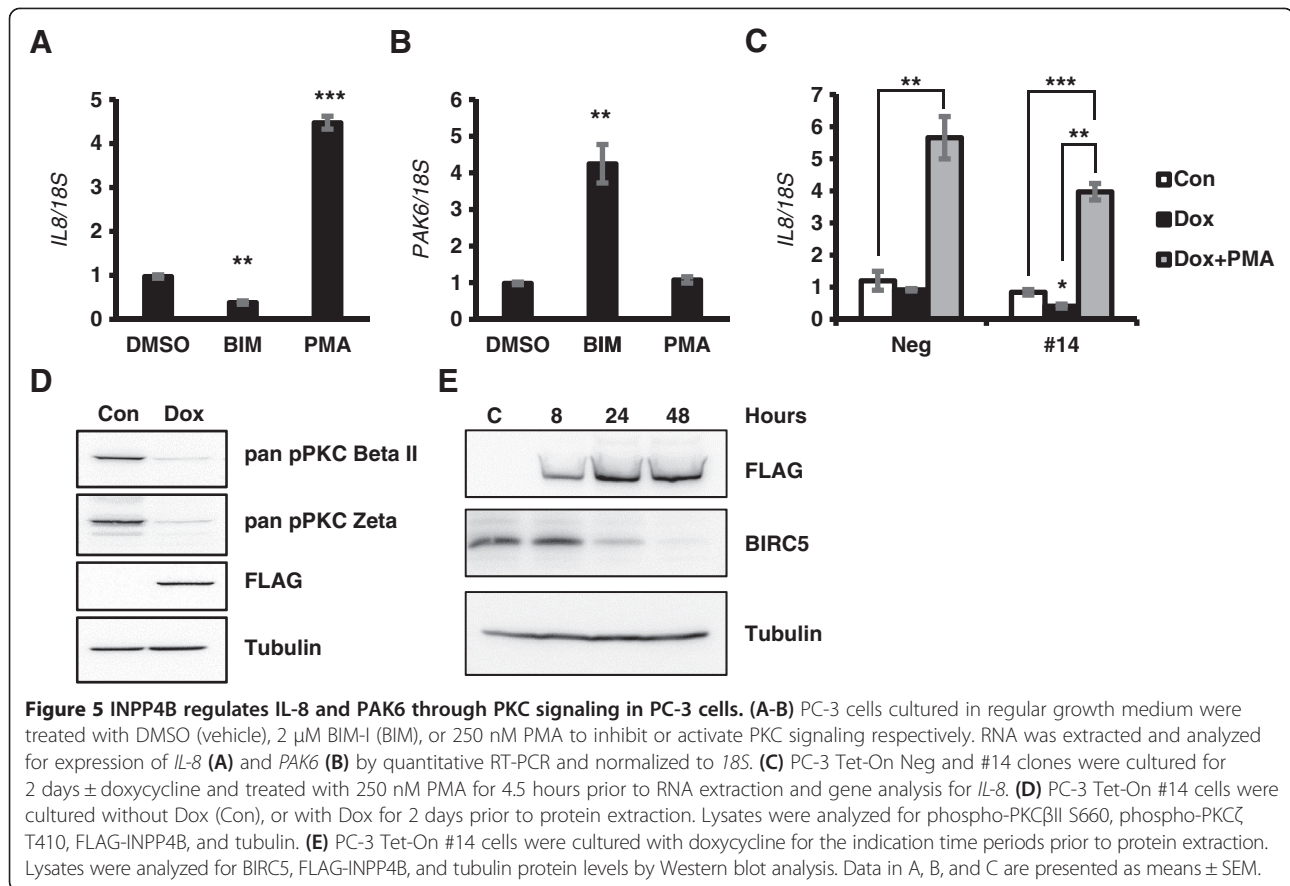 A
B
C
***
**
5
4
3
2
1
0
IL8/18S
DMSO BIM PMA
**
6
5
4
3
2
1
0
PAK6/18S
DMSO BIM PMA
**
***
**
*
7
6
5
4
3
2
1
0
IL8/18S
Neg #14
Con
Dox
Dox+PMA
D
Con Dox
pan pPKC Beta II
pan pPKC Zeta
FLAG
Tubulin
E
C 8 24 48 Hours
FLAG
BIRC5
Tubulin
Figure 5 INPP4B regulates IL-8 and PAK6 through PKC signaling in PC-3 cells. (A-B) PC-3 cells cultured in regular growth medium were
treated with DMSO (vehicle), 2 μM BIM-I (BIM), or 250 nM PMA to inhibit or activate PKC signaling respectively. RNA was extracted and analyzed
for expression of IL-8 (A) and PAK6 (B) by quantitative RT-PCR and normalized to 18S. (C) PC-3 Tet-On Neg and #14 clones were cultured for
2 days ± doxycycline and treated with 250 nM PMA for 4.5 hours prior to RNA extraction and gene analysis for IL-8. (D) PC-3 Tet-On #14 cells were
cultured without Dox (Con), or with Dox for 2 days prior to protein extraction. Lysates were analyzed for phospho-PKCβII S660, phospho-PKCζ
T410, FLAG-INPP4B, and tubulin. (E) PC-3 Tet-On #14 cells were cultured with doxycycline for the indication time periods prior to protein extraction.
Lysates were analyzed for BIRC5, FLAG-INPP4B, and tubulin protein levels by Western blot analysis. Data in A, B, and C are presented as means ± SEM.